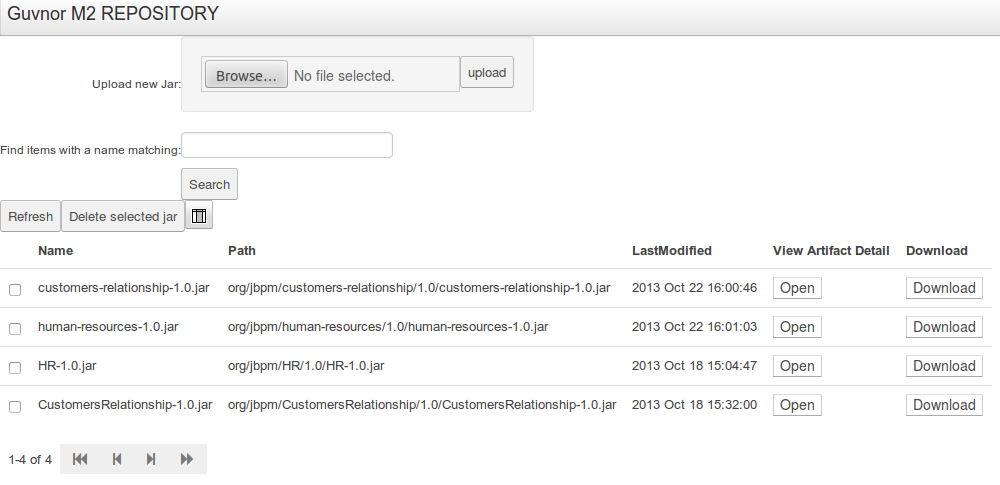 Guvnor M2 REPOSITORY
Upload new Jar: Browse... No file selected. upload
Find items with a name matching:
Search
Refresh Delete selected jar
Name Path LastModified View Artifact Detail Download
customers-relationship-1.0.jar org/jbpm/customers-relationship/1.0/customers-relationship-1.0.jar 2013 Oct 22 16:00:46 Open Download
human-resources-1.0.jar org/jbpm/human-resources/1.0/human-resources-1.0.jar 2013 Oct 22 16:01:03 Open Download
HR-1.0.jar org/jbpm/HR/1.0/HR-1.0.jar 2013 Oct 18 15:04:47 Open Download
CustomersRelationship-1.0.jar org/jbpm/CustomersRelationship/1.0/CustomersRelationship-1.0.jar 2013 Oct 18 15:32:00 Open Download
1-4 of 4